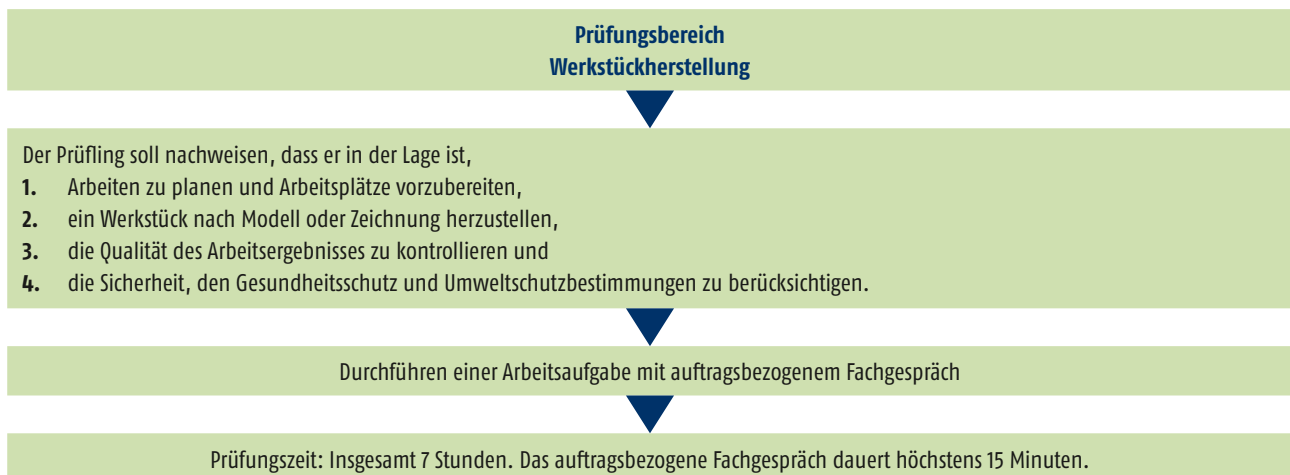 Prüfungsbereich
Werkstückherstellung
Der Prüfling soll nachweisen, dass er in der Lage ist,
1. Arbeiten zu planen und Arbeitsplätze vorzubereiten,
2. ein Werkstück nach Modell oder Zeichnung herzustellen,
3. die Qualität des Arbeitsergebnisses zu kontrollieren und
4. die Sicherheit, den Gesundheitsschutz und Umweltschutzbestimmungen zu berücksichtigen.
Durchführen einer Arbeitsaufgabe mit auftragsbezogenem Fachgespräch
Prüfungszeit: Insgesamt 7 Stunden. Das auftragsbezogene Fachgespräch dauert höchstens 15 Minuten.